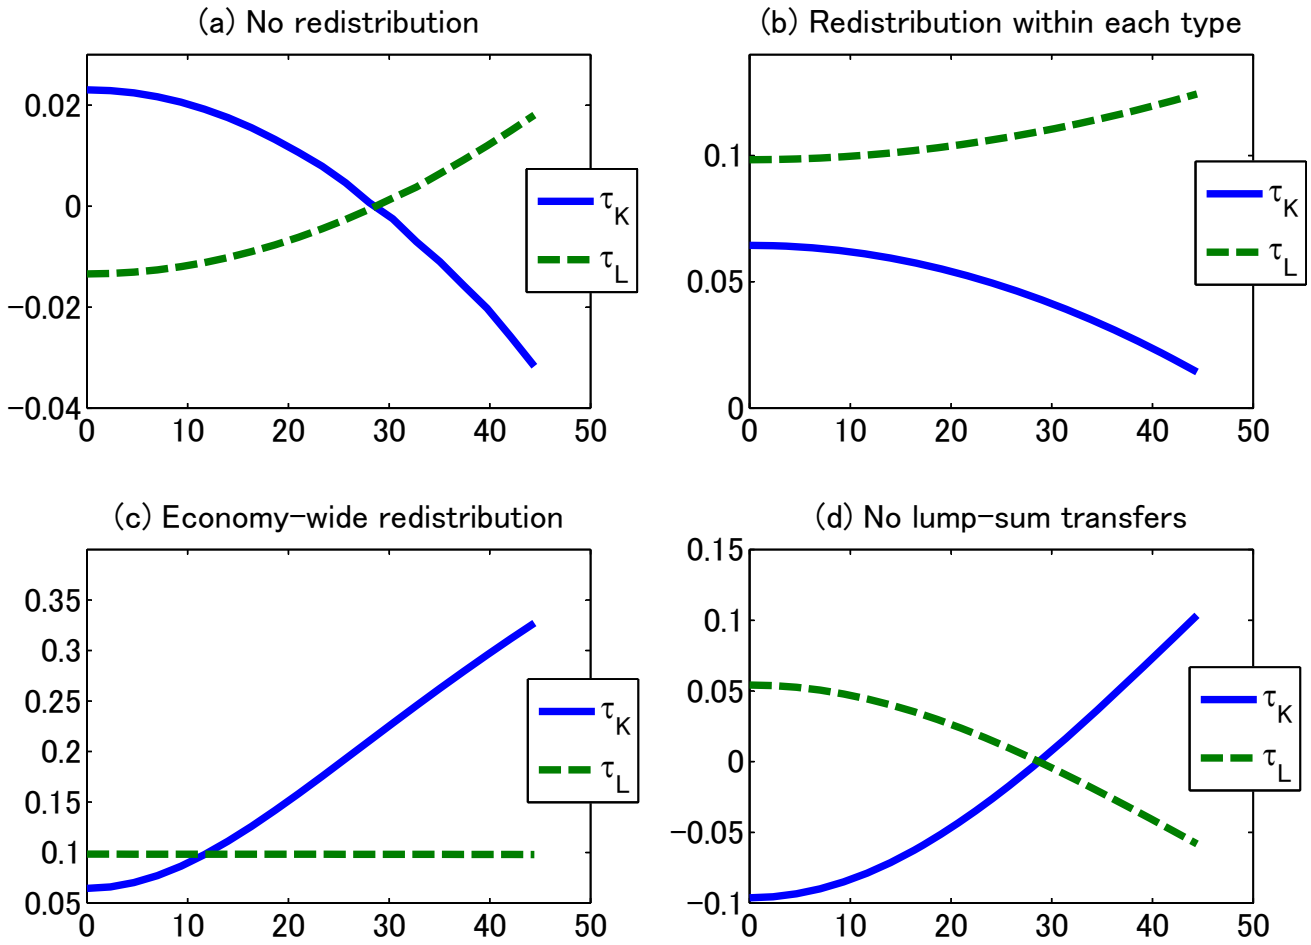 (a) No redistribution
0.02
0
−0.02
−0.04
0 10 20 30 40 50
τK
τL
(b) Redistribution within each type
0.1
0.05
0
0 10 20 30 40 50
τK
τL
(c) Economy−wide redistribution
0.35
0.3
0.25
0.2
0.15
0.1
0.05
0 10 20 30 40 50
τK
τL
(d) No lump−sum transfers
0.15
0.1
0.05
0
−0.05
−0.1
0 10 20 30 40 50
τK
τL